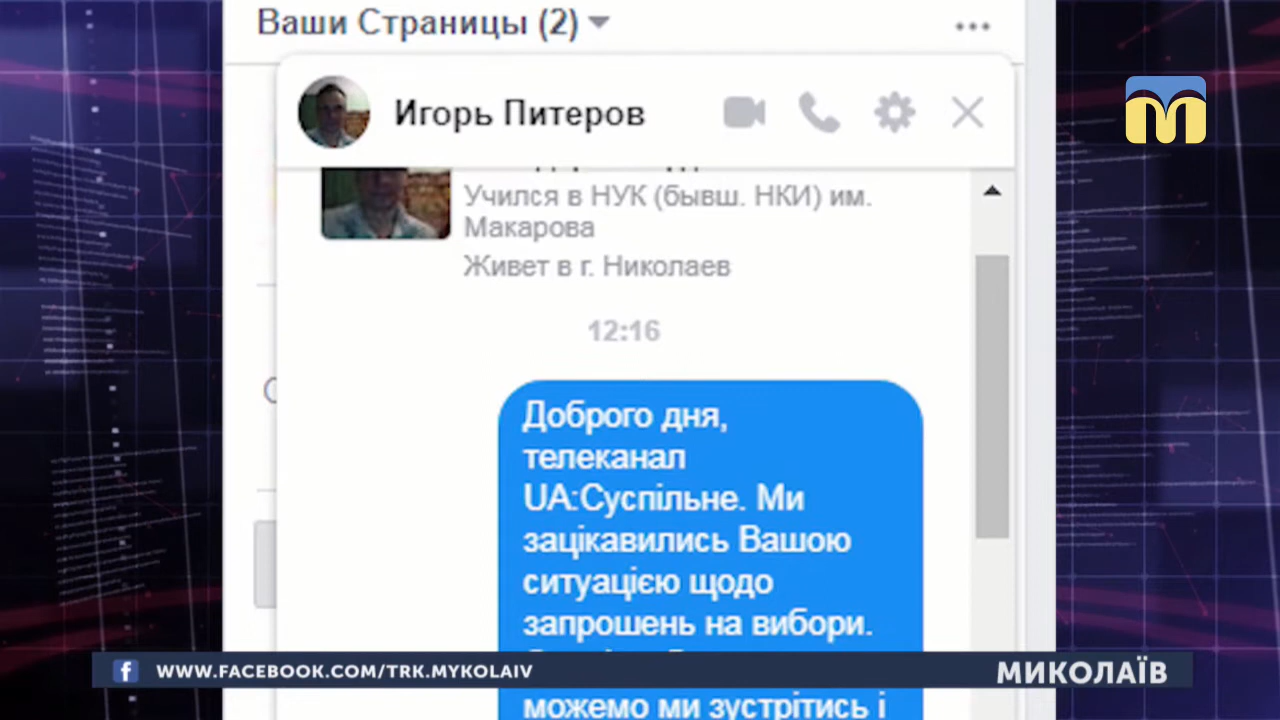 Ваши Страницы (2)
Игорь Питеров
Учился в НУК (бывш. НКИ) им.
Макарова
Живет в г. Николаев
12:16
Доброго дня,
телеканал
UA:Суспільне. Ми
зацікавились Вашою
ситуацією щодо
запрошень на вибори.
можемо ми зустрітись і
WWW.FACEBOOK.COM/TRK.MYKOLAIV
МИКОЛАЇВ